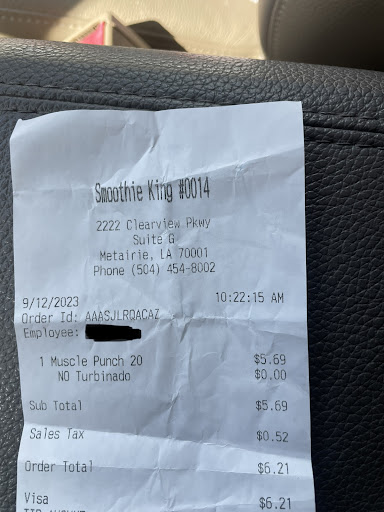 Smoothie King #0014
2222 Clearview Pkwy
Suite G
Metairie, LA 70001
Phone (504) 454-8002
9/12/2023 10:22:15 AM
Order Id: AAASJLRQACAZ
Employee:
1 Muscle Punch 20 $5.69
NO Turbinado $0.00
Sub Total $5.69
Sales Tax $0.52
Order Total $6.21
Visa $6.21